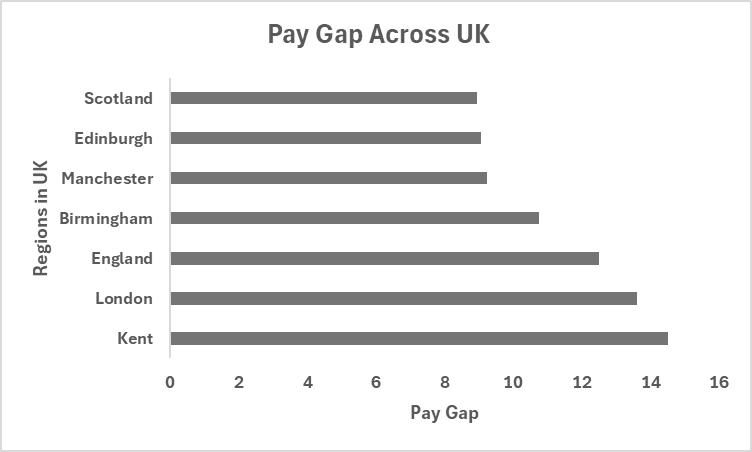 Pay Gap Across UK
Regions in UK
Scotland
Edinburgh
Manchester
Birmingham
England
London
Kent
0 2 4 6 8 10 12 14 16
Pay Gap